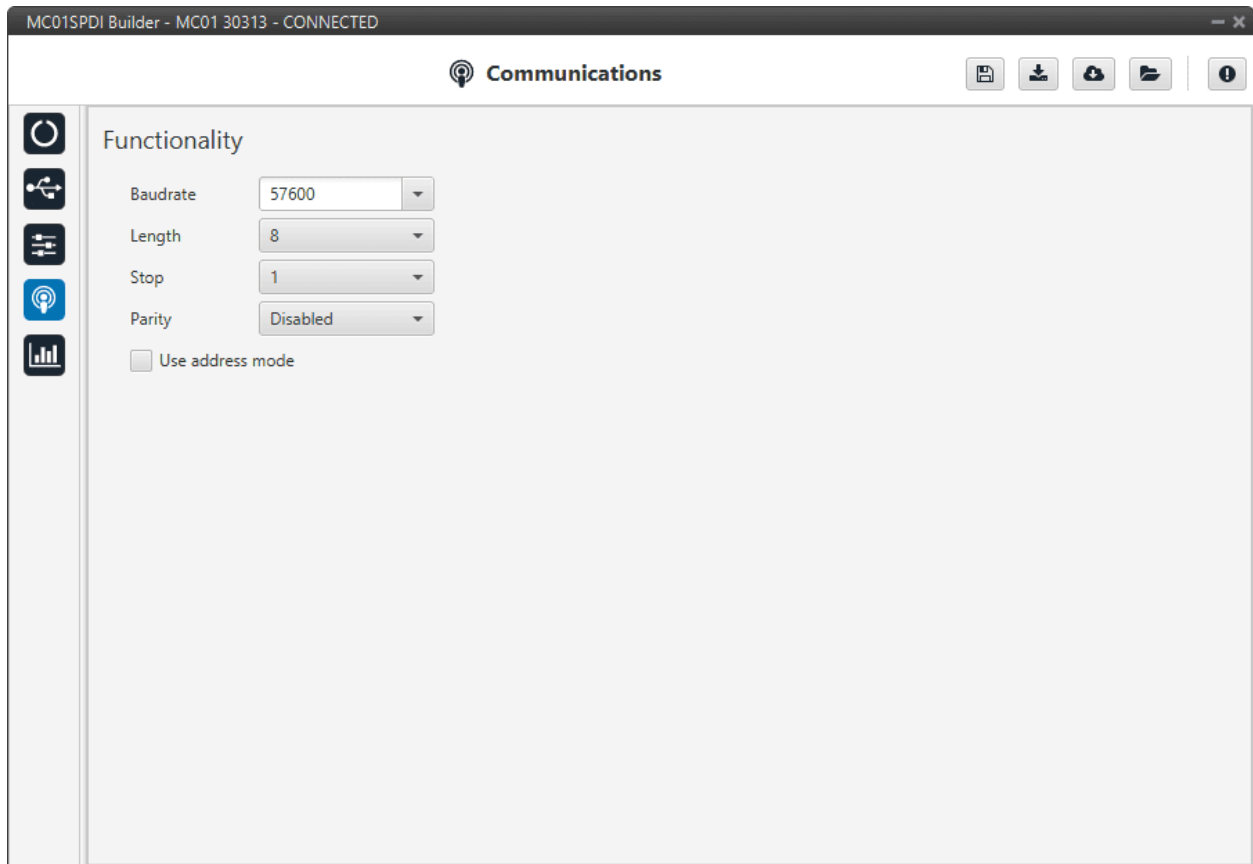 MC01SPDI Builder - MC01 30313 - CONNECTED
Communications
Functionality
Baudrate 57600
Length 8
Stop 1
Parity Disabled
Use address mode